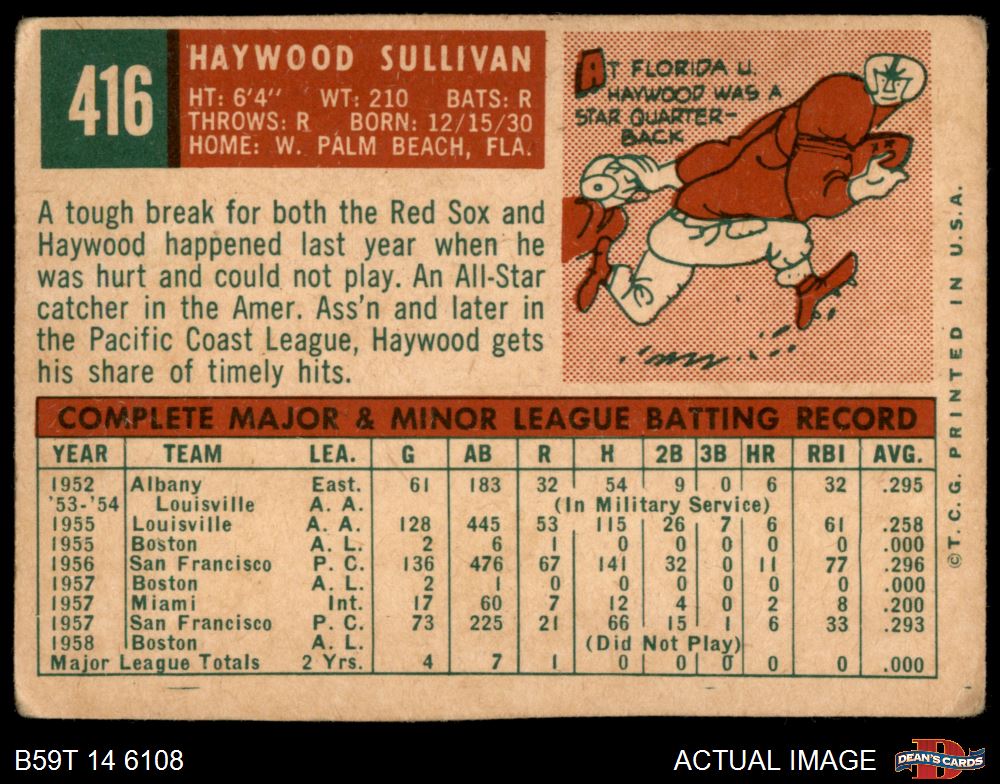 416
HAYWOOD SULLIVAN
HT: 6'4" WT: 210 BATS: R
THROWS: R BORN: 12/15/30
HOME: W. PALM BEACH, FLA.
AT FLORIDA U.
HAYWOOD WAS A
STAR QUARTER-
BACK
A tough break for both the Red Sox and
Haywood happened last year when he
was hurt and could not play. An All-Star
catcher in the Amer. Ass'n and later in
the Pacific Coast League, Haywood gets
his share of timely hits.
COMPLETE MAJOR & MINOR LEAGUE BATTING RECORD
YEAR TEAM LEA. G AB R H 2B 3B HR RBI AVG.
1952 Albany East. 61 183 32 54 9 0 6 32 .295
'53-'54 Louisville A. A. (In Military Service)
1955 Louisville A. A. 128 445 53 115 26 7 6 61 .258
1955 Boston A. L. 2 6 1 0 0 0 0 0 .000
1956 San Francisco P. C. 136 476 67 141 32 0 11 77 .296
1957 Boston A. L. 2 1 0 0 0 0 0 0 .000
1957 Miami Int. 17 60 7 12 4 0 2 8 .200
1957 San Francisco P. C. 73 225 21 66 15 1 6 33 .293
1958 Boston A. L. (Did Not Play)
Major League Totals 2 Yrs. 4 7 1 0 0 0 0 0 .000
© T. C. G. PRINTED IN U. S. A.
B59T 14 6108
ACTUAL IMAGE
DEAN'S CARDS